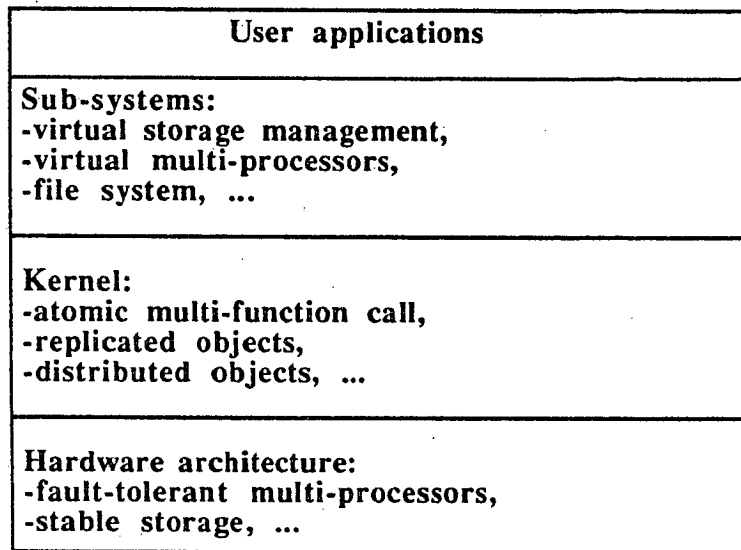 User applications
Sub-systems:
-virtual storage management,
-virtual multi-processors,
-file system, ...
Kernel:
-atomic multi-function call,
-replicated objects,
-distributed objects, ...
Hardware architecture:
-fault-tolerant multi-processors,
-stable storage, ...